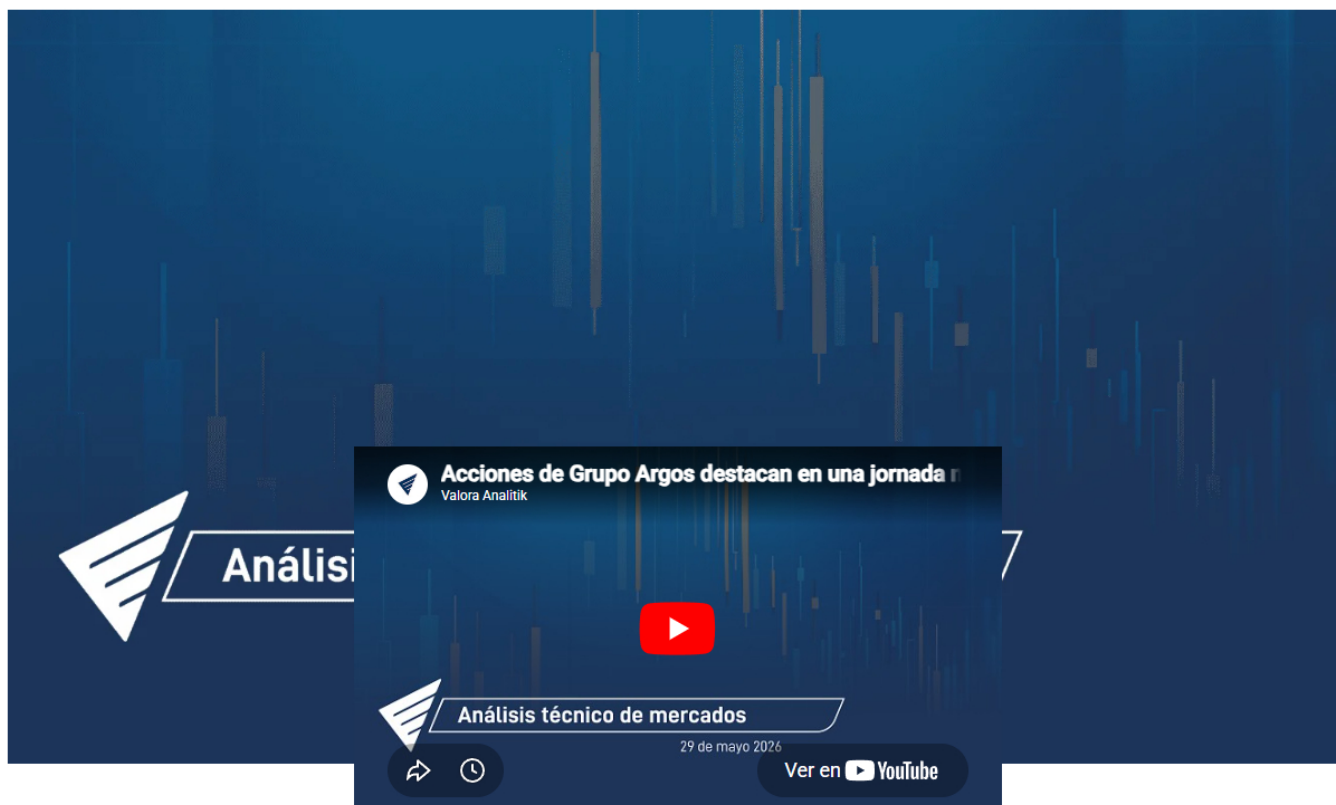 Acciones de Grupo Argos destacan en una jornada
Valora Analitik
Análisi
Análisis técnico de mercados
29 de mayo 2026
Ver en YouTube